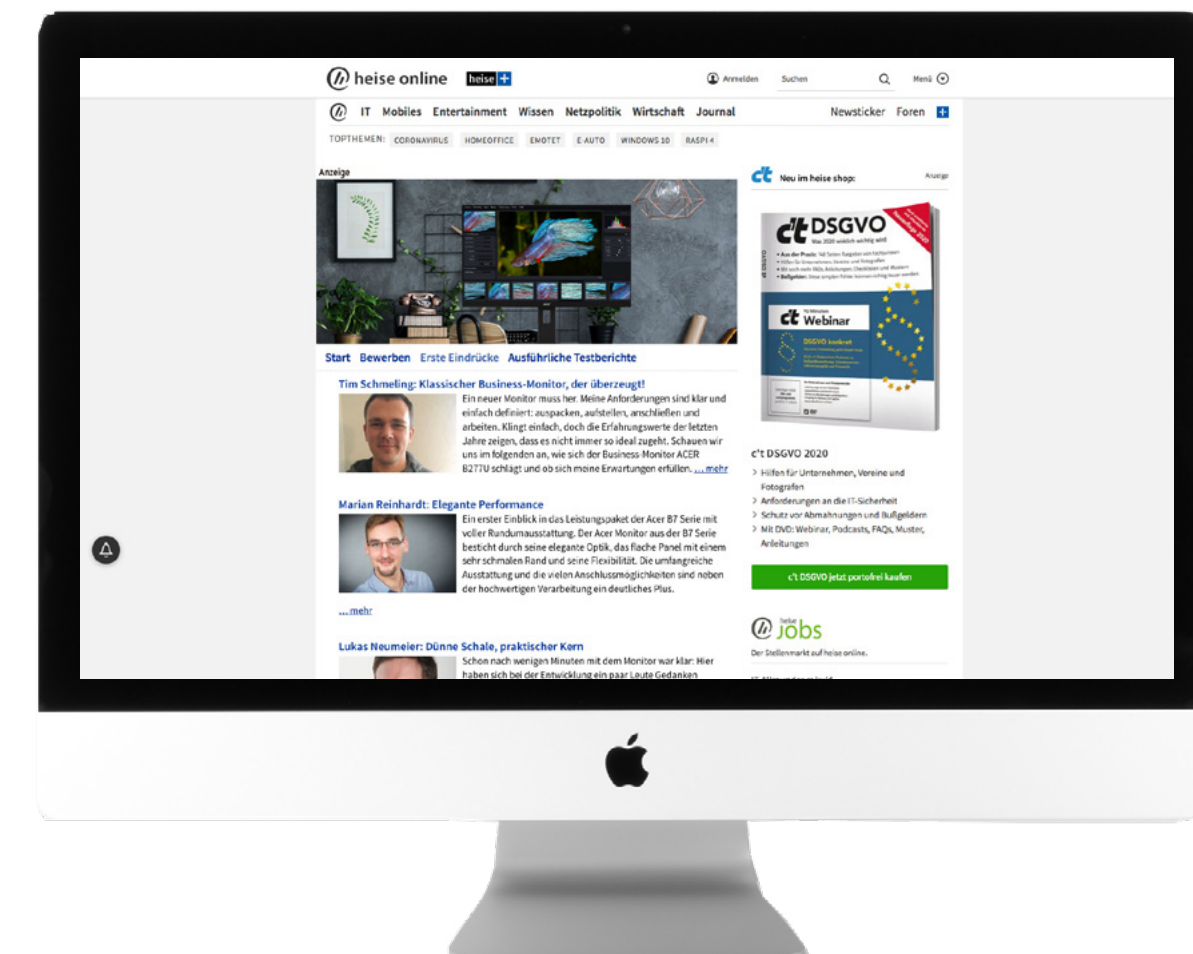 heise online heise +
Anmelden Suchen Menü
IT Mobiles Entertainment Wissen Netzpolitik Wirtschaft Journal
Newsticker Foren +
TOPTHEMEN: CORONAVIRUS HOMEOFFICE EMOTET E-AUTO WINDOWS 10 RASPI 4
Anzeige
Start Bewerben Erste Eindrücke Ausführliche Testberichte
Tim Schmeling: Klassischer Business-Monitor, der überzeugt!
Ein neuer Monitor muss her. Meine Anforderungen sind klar und
einfach definiert: auspacken, aufstellen, anschließen und
arbeiten. Klingt einfach, doch die Erfahrungswerte der letzten
Jahre zeigen, dass es nicht immer so ideal zugeht. Schauen wir
uns im folgenden an, wie sich der Business-Monitor ACER
B277U schlägt und ob sich meine Erwartungen erfüllen. ... mehr
Marian Reinhardt: Elegante Performance
Ein erster Einblick in das Leistungspaket der Acer B7 Serie mit
voller Rundumausstattung. Der Acer Monitor aus der B7 Serie
besticht durch seine elegante Optik, das flache Panel mit einem
sehr schmalen Rand und seine Flexibilität. Die umfangreiche
Ausstattung und die vielen Anschlussmöglichkeiten sind neben
der hochwertigen Verarbeitung ein deutliches Plus.
... mehr
Lukas Neumeier: Dünne Schale, praktischer Kern
Schon nach wenigen Minuten mit dem Monitor war klar: Hier
haben sich bei der Entwicklung ein paar Leute Gedanken
c't Neu im heise shop: Anzeige
c't DSGVO
Was 2020 wirklich wichtig wird
c't Webinar
DSGVO konkret
c't DSGVO 2020
> Hilfen für Unternehmen, Vereine und
Fotografen
> Anforderungen an die IT-Sicherheit
> Schutz vor Abmahnungen und Bußgeldern
> Mit DVD: Webinar, Podcasts, FAQs, Muster,
Anleitungen
c't DSGVO jetzt portofrei kaufen
heise jobs
Der Stellenmarkt auf heise online.